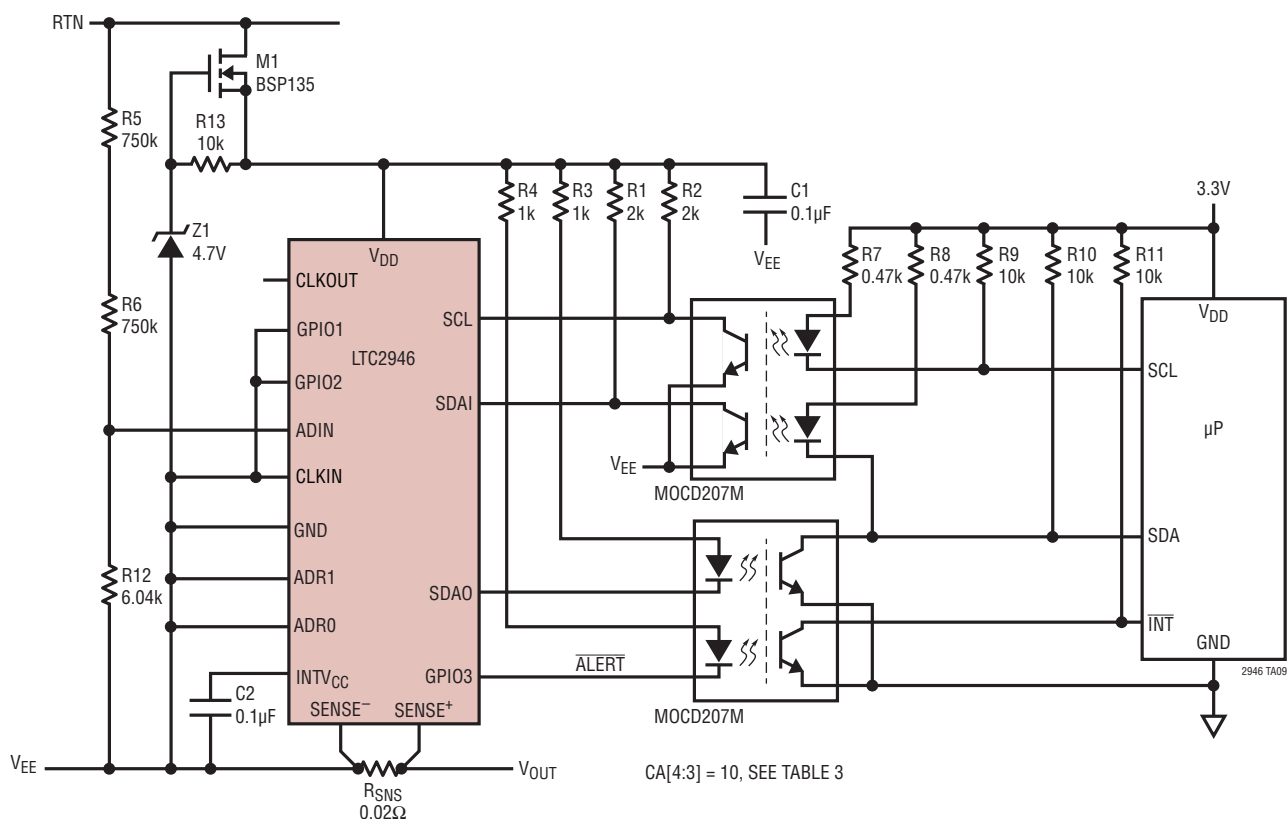 RTN
M1
BSP135
R5
750k
R13
10k
R4
1k
R3
1k
R1
2k
R2
2k
C1
0.1µF
VEE
3.3V
Z1
4.7V
R7
0.47k
R8
0.47k
R9
10k
R10
10k
R11
10k
VDD
CLKOUT
GPIO1
SCL
LTC2946
GPIO2
SDAI
R6
750k
ADIN
CLKIN
VEE
MOCD207M
VDD
SCL
µP
GND
ADR1
SDAO
R12
6.04k
ADR0
SDA
INT
GND
2946 TA09
INTVCC
GPIO3
ALERT
C2
0.1µF
SENSE−
SENSE+
MOCD207M
VEE
VOUT
RSNS
0.02Ω
CA[4:3] = 10, SEE TABLE 3